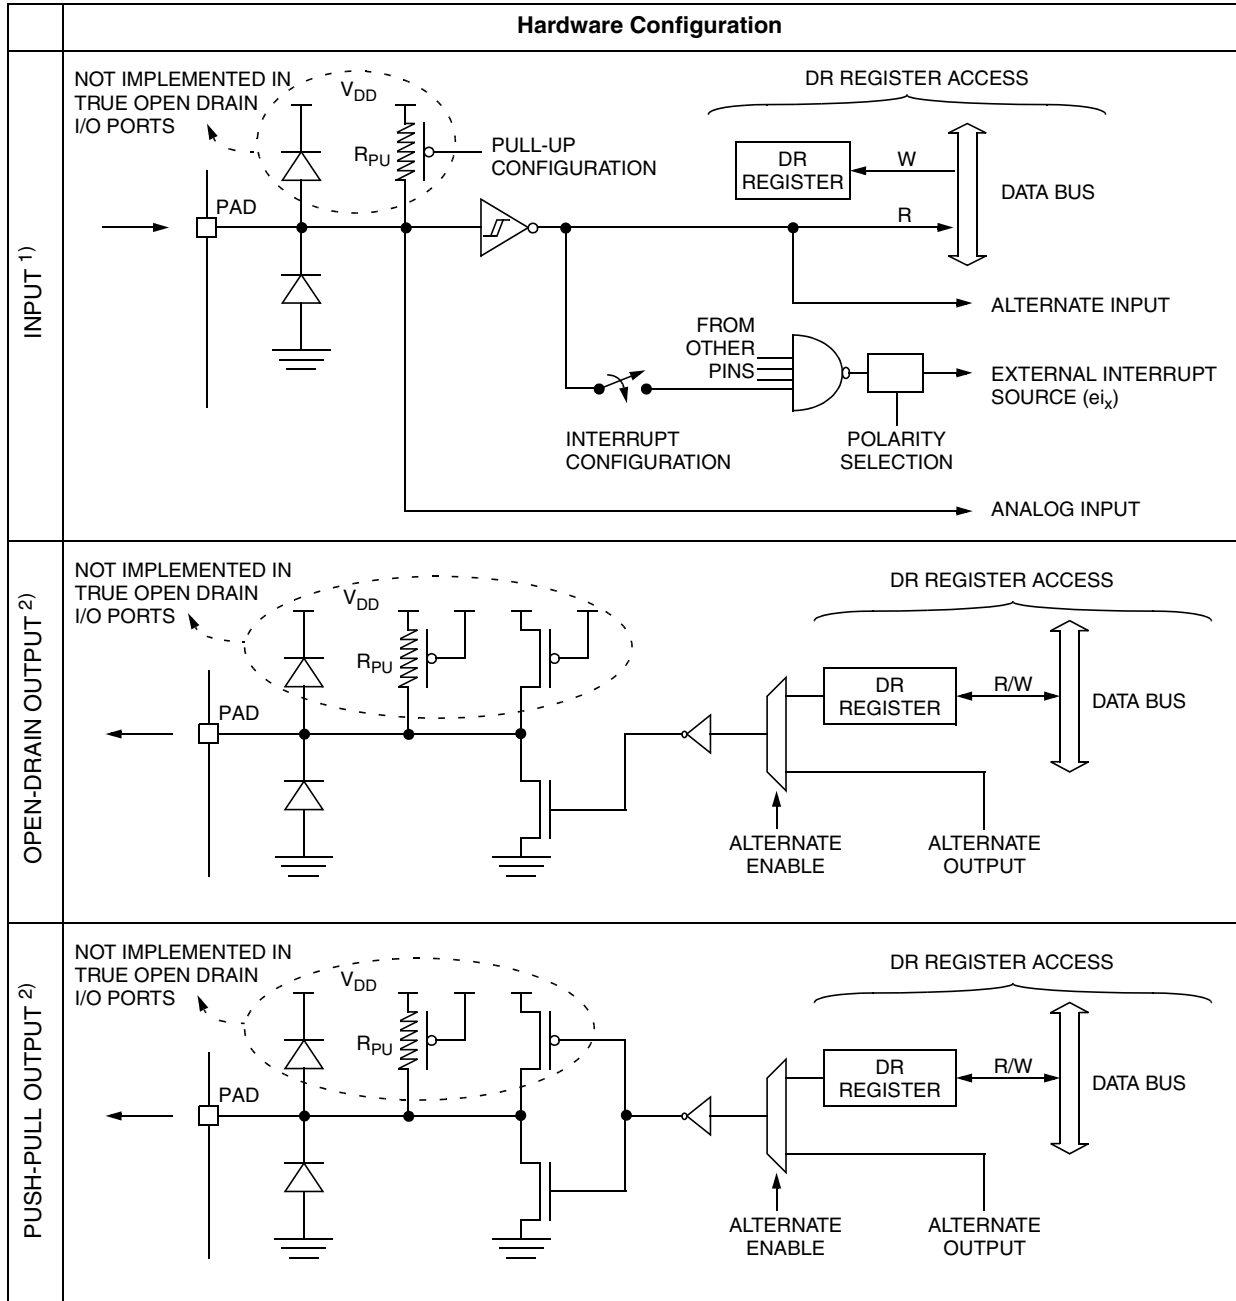 Hardware Configuration
INPUT 1)
NOT IMPLEMENTED IN
TRUE OPEN DRAIN
I/O PORTS
VDD
RPU
PULL-UP
CONFIGURATION
PAD
DR REGISTER ACCESS
DR
REGISTER
W
R
DATA BUS
ALTERNATE INPUT
FROM
OTHER
PINS
EXTERNAL INTERRUPT
SOURCE (eix)
INTERRUPT
CONFIGURATION
POLARITY
SELECTION
ANALOG INPUT
OPEN-DRAIN OUTPUT 2)
NOT IMPLEMENTED IN
TRUE OPEN DRAIN
I/O PORTS
VDD
RPU
PAD
DR REGISTER ACCESS
DR
REGISTER
R/W
DATA BUS
ALTERNATE
ENABLE
ALTERNATE
OUTPUT
PUSH-PULL OUTPUT 2)
NOT IMPLEMENTED IN
TRUE OPEN DRAIN
I/O PORTS
VDD
RPU
PAD
DR REGISTER ACCESS
DR
REGISTER
R/W
DATA BUS
ALTERNATE
ENABLE
ALTERNATE
OUTPUT